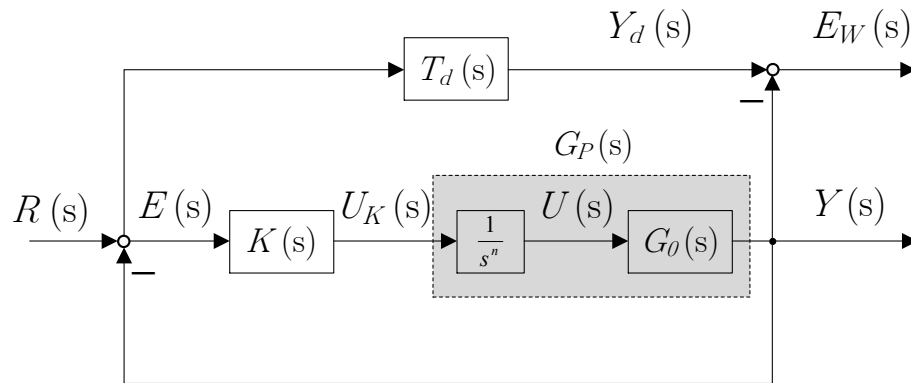 Y_d(s) E_W(s)
T_d(s)
−
G_P(s)
R(s) E(s) U_K(s) U(s) Y(s)
K(s) 1/s^n G_0(s)
−